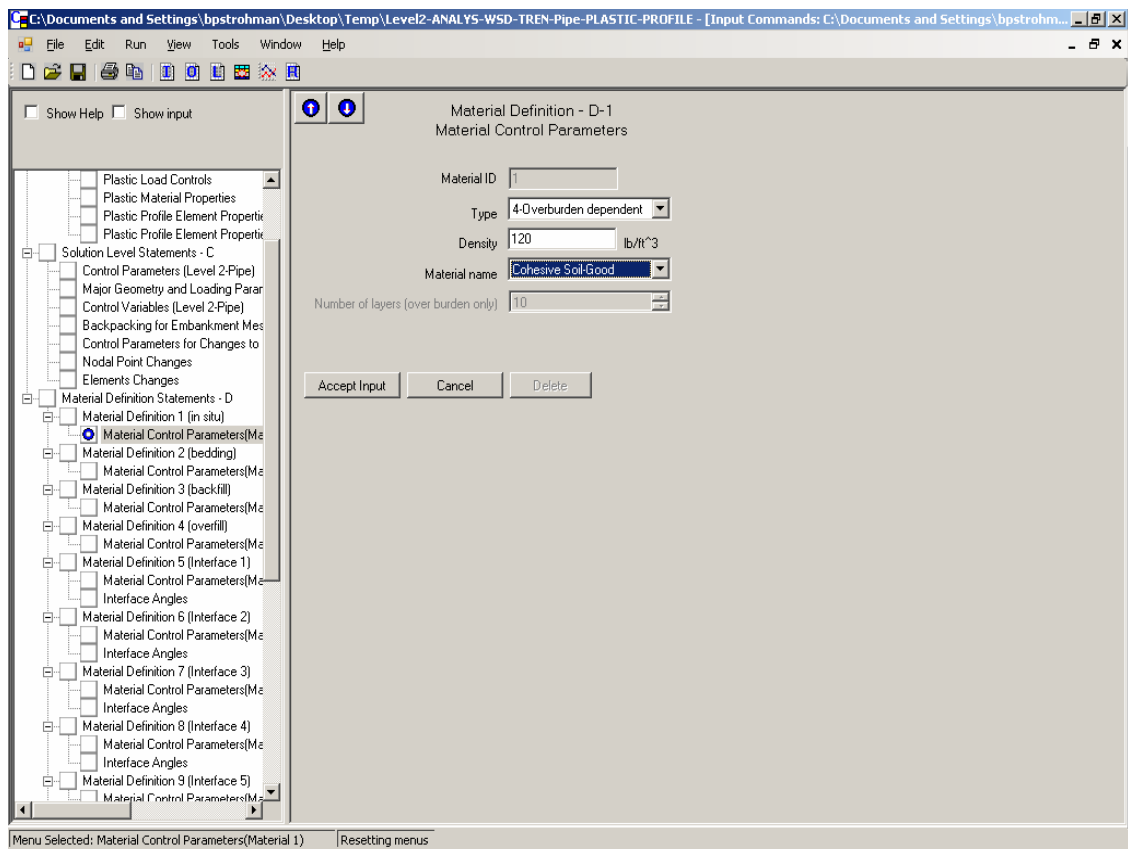 C:\Documents and Settings\bpstrohman\Desktop\Temp\Level2-ANALYS-WSD-TREN-Pipe-PLASTIC-PROFILE - [Input Commands: C:\Documents and Settings\bpstrohm...
File Edit Run View Tools Window Help
Show Help Show input
Plastic Load Controls
Plastic Material Properties
Plastic Profile Element Propertie
Plastic Profile Element Propertie
Solution Level Statements - C
Control Parameters (Level 2-Pipe)
Major Geometry and Loading Parar
Control Variables (Level 2-Pipe)
Backpacking for Embankment Mes
Control Parameters for Changes to
Nodal Point Changes
Elements Changes
Material Definition Statements - D
Material Definition 1 (in situ)
Material Control Parameters(Ma
Material Definition 2 (bedding)
Material Control Parameters(Ma
Material Definition 3 (backfill)
Material Control Parameters(Ma
Material Definition 4 (overfill)
Material Control Parameters(Ma
Material Definition 5 (Interface 1)
Material Control Parameters(Ma
Interface Angles
Material Definition 6 (Interface 2)
Material Control Parameters(Ma
Interface Angles
Material Definition 7 (Interface 3)
Material Control Parameters(Ma
Interface Angles
Material Definition 8 (Interface 4)
Material Control Parameters(Ma
Interface Angles
Material Definition 9 (Interface 5)
Material Control Parameters(Ma
Material Definition - D-1
Material Control Parameters
Material ID 1
Type 4-Overburden dependent
Density 120 lb/ft^3
Material name Cohesive Soil-Good
Number of layers (over burden only) 10
Accept Input Cancel Delete
Menu Selected: Material Control Parameters(Material 1) Resetting menus